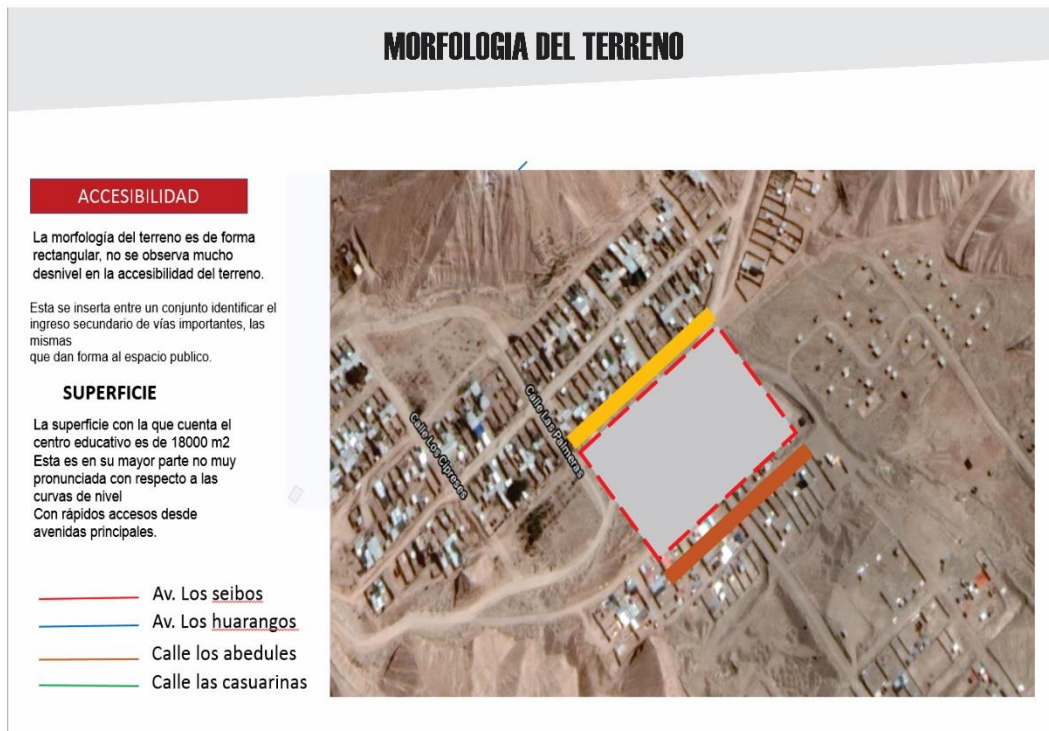 MORFOLOGIA DEL TERRENO
ACCESIBILIDAD
La morfología del terreno es de forma
rectangular, no se observa mucho
desnivel en la accesibilidad del terreno.
Esta se inserta entre un conjunto identificar el
ingreso secundario de vías importantes, las
mismas
que dan forma al espacio publico.
SUPERFICIE
La superficie con la que cuenta el
centro educativo es de 18000 m2
Esta es en su mayor parte no muy
pronunciada con respecto a las
curvas de nivel
Con rápidos accesos desde
avenidas principales.
Av. Los seibos
Av. Los huarangos
Calle los abedules
Calle las casuarinas
Calle Los Cipreses
Calle Las Palmeras